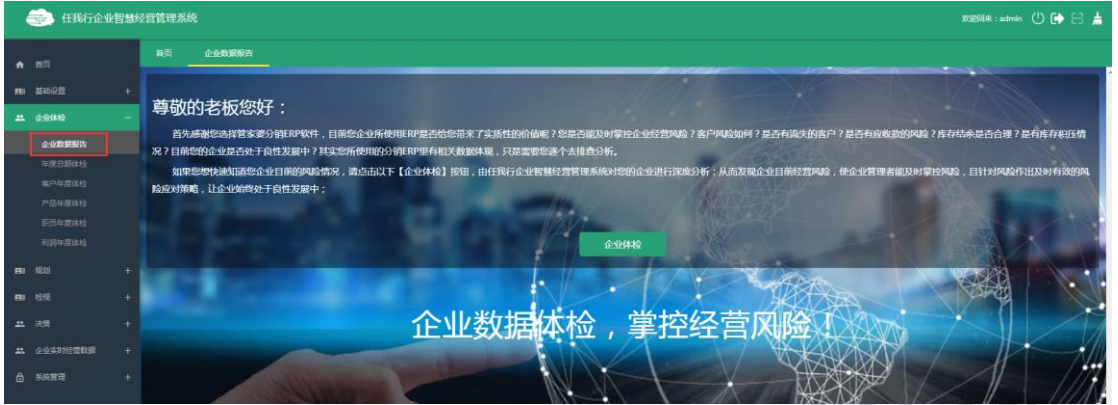 任我行企业智慧经营管理系统
欢迎回来：admin
首页
企业数据报告
首页
基础设置
企业体检
企业数据报告
年度总额体检
客户年度体检
产品年度体检
职员年度体检
利润年度体检
规划
检视
决策
企业实时经营数据
系统管理
尊敬的老板您好：
首先感谢您选择管家婆分销ERP软件，目前您企业所使用ERP是否给您带来了实质性的价值呢？您是否能及时掌控企业经营风险？客户风险如何？是否有流失的客户？是否有应收款的风险？库存结余是否合理？是有库存积压情
况？目前您的企业是否处于良性发展中？其实您所使用的分销ERP里有相关数据体现，只是需要您逐个去排查分析。
如果您想快速知道您企业目前的风险情况，请点击以下【企业体检】按钮，由任我行企业智慧经营管理系统对您的企业进行深度分析；从而发现企业目前经营风险，使企业管理者能及时掌控风险，且针对风险作出及时有效的风
险应对策略，让企业始终处于良性发展中；
企业体检
企业数据体检，掌控经营风险！